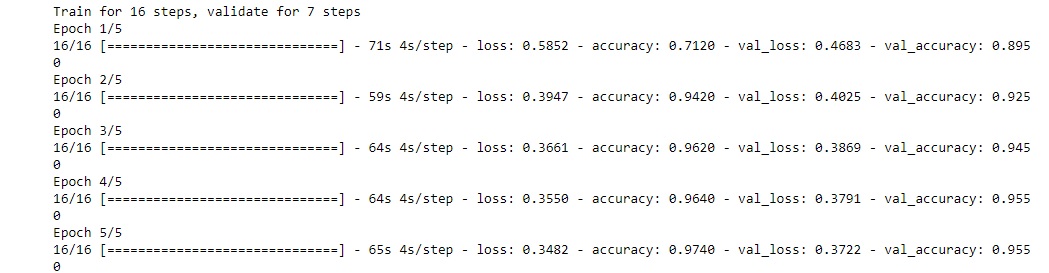 Train for 16 steps, validate for 7 steps
Epoch 1/5
16/16 [==============================] - 71s 4s/step - loss: 0.5852 - accuracy: 0.7120 - val_loss: 0.4683 - val_accuracy: 0.895
0
Epoch 2/5
16/16 [==============================] - 59s 4s/step - loss: 0.3947 - accuracy: 0.9420 - val_loss: 0.4025 - val_accuracy: 0.925
0
Epoch 3/5
16/16 [==============================] - 64s 4s/step - loss: 0.3661 - accuracy: 0.9620 - val_loss: 0.3869 - val_accuracy: 0.945
0
Epoch 4/5
16/16 [==============================] - 64s 4s/step - loss: 0.3550 - accuracy: 0.9640 - val_loss: 0.3791 - val_accuracy: 0.955
0
Epoch 5/5
16/16 [==============================] - 65s 4s/step - loss: 0.3482 - accuracy: 0.9740 - val_loss: 0.3722 - val_accuracy: 0.955
0